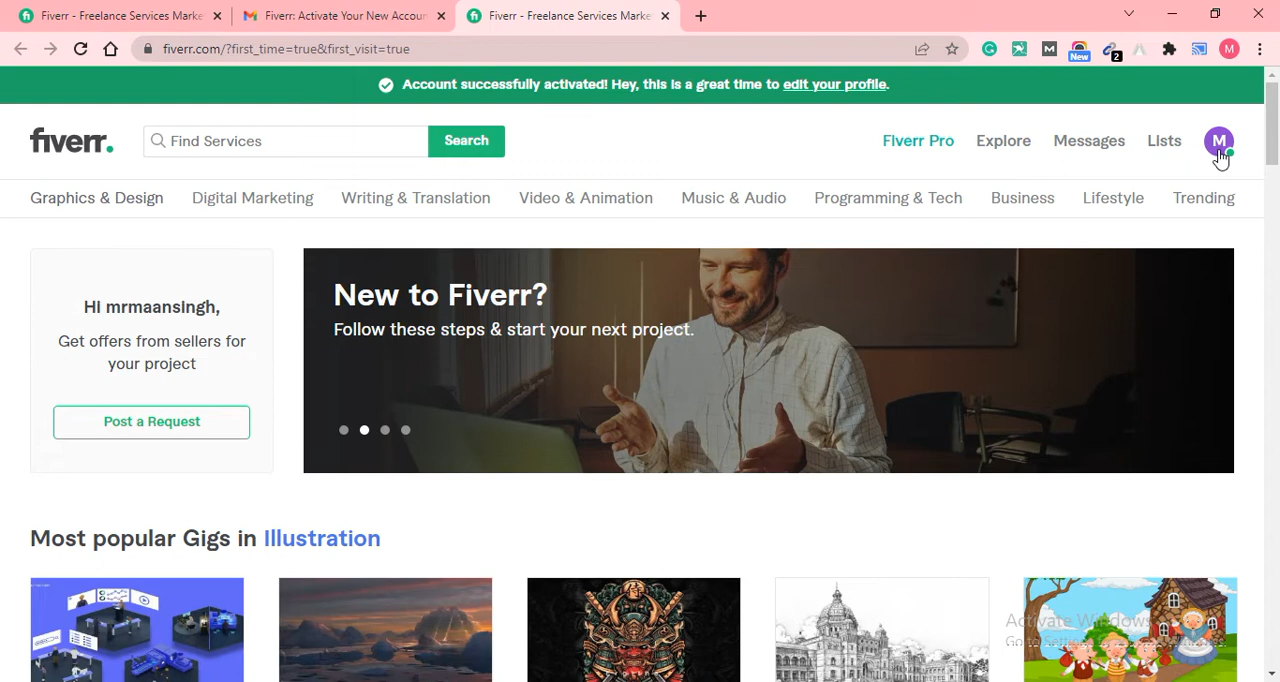 Fiverr - Freelance Services Marke
Fiverr: Activate Your New Accoun
Fiverr - Freelance Services Marke
fiverr.com/?first_time=true&first_visit=true
New
2
M
Account successfully activated! Hey, this is a great time to edit your profile.
fiverr.
Find Services
Search
Fiverr Pro
Explore
Messages
Lists
M
Graphics & Design
Digital Marketing
Writing & Translation
Video & Animation
Music & Audio
Programming & Tech
Business
Lifestyle
Trending
Hi mrmaansingh,
Get offers from sellers for
your project
Post a Request
New to Fiverr?
Follow these steps & start your next project.
Most popular Gigs in Illustration
Activate Windows